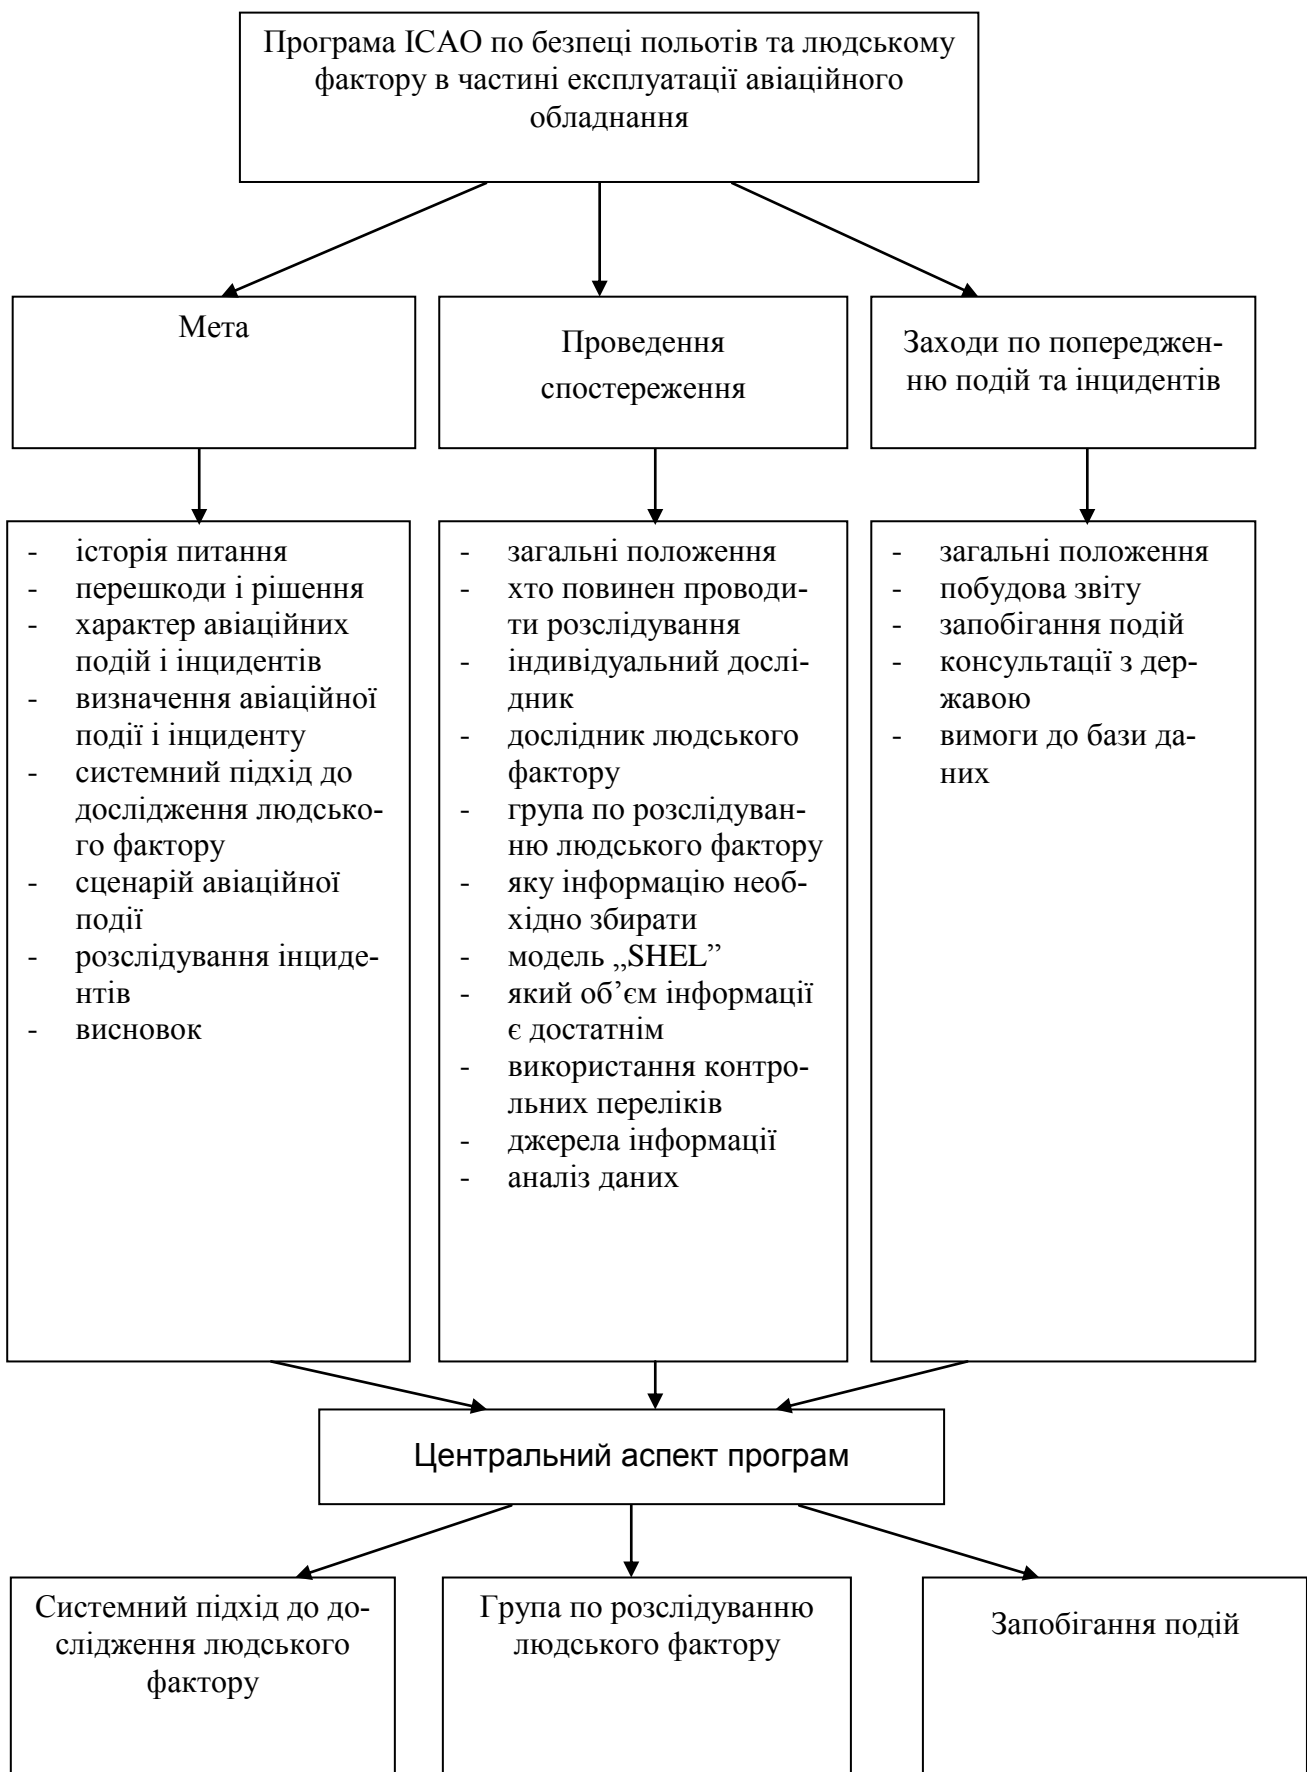 Програма ІСАО по безпеці польотів та людському
фактору в частині експлуатації авіаційного
обладнання
Мета
Проведення
спостереження
Заходи по попереджен-
ню подій та інцидентів
- історія питання
- перешкоди і рішення
- характер авіаційних
подій і інцидентів
- визначення авіаційної
події і інциденту
- системний підхід до
дослідження людсько-
го фактору
- сценарій авіаційної
події
- розслідування інциде-
нтів
- висновок
- загальні положення
- хто повинен проводи-
ти розслідування
- індивідуальний дослі-
дник
- дослідник людського
фактору
- група по розслідуван-
ню людського фактору
- яку інформацію необ-
хідно збирати
- модель „SHEL”
- який об’єм інформації
є достатнім
- використання контро-
льних переліків
- джерела інформації
- аналіз даних
- загальні положення
- побудова звіту
- запобігання подій
- консультації з дер-
жавою
- вимоги до бази да-
них
Центральний аспект програм
Системний підхід до до-
слідження людського
фактору
Група по розслідуванню
людського фактору
Запобігання подій